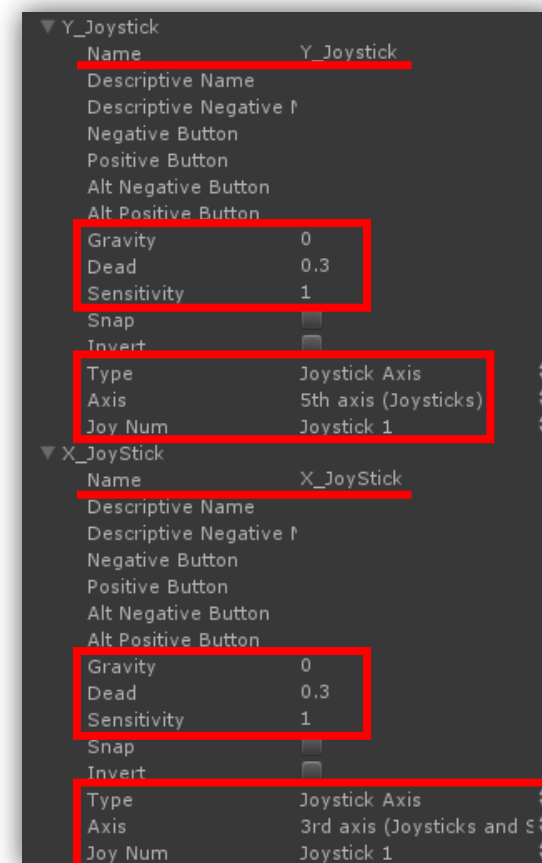 Y_Joystick
Name Y_Joystick
Descriptive Name
Descriptive Negative N
Negative Button
Positive Button
Alt Negative Button
Alt Positive Button
Gravity 0
Dead 0.3
Sensitivity 1
Snap
Invert
Type Joystick Axis
Axis 5th axis (Joysticks)
Joy Num Joystick 1
X_JoyStick
Name X_JoyStick
Descriptive Name
Descriptive Negative N
Negative Button
Positive Button
Alt Negative Button
Alt Positive Button
Gravity 0
Dead 0.3
Sensitivity 1
Snap
Invert
Type Joystick Axis
Axis 3rd axis (Joysticks and S
Joy Num Joystick 1